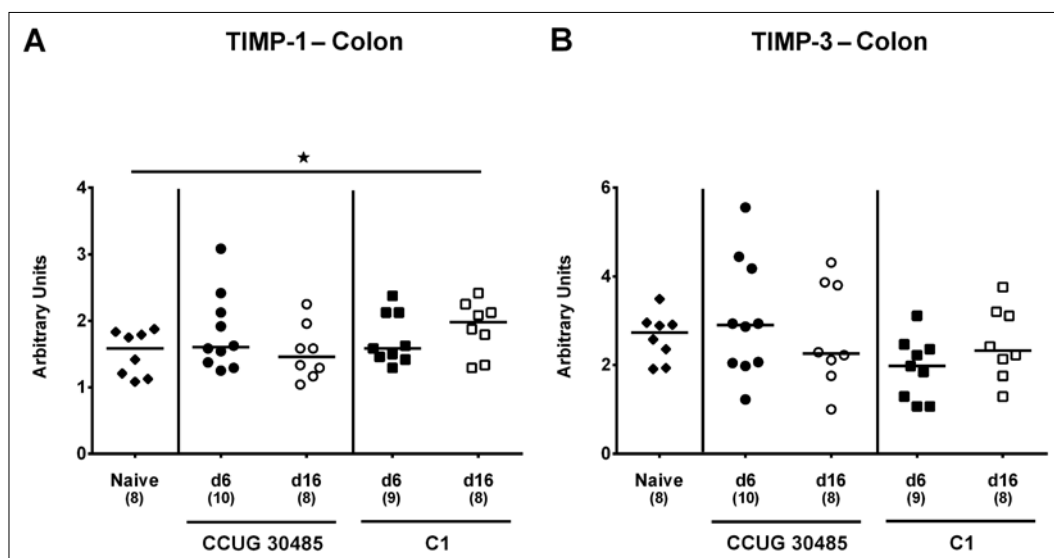 A
TIMP-1 – Colon
★
Arbitrary Units
4
3
2
1
0
Naive
(8)
d6
(10)
d16
(8)
d6
(9)
d16
(8)
CCUG 30485
C1
B
TIMP-3 – Colon
Arbitrary Units
6
4
2
0
Naive
(8)
d6
(10)
d16
(8)
d6
(9)
d16
(8)
CCUG 30485
C1